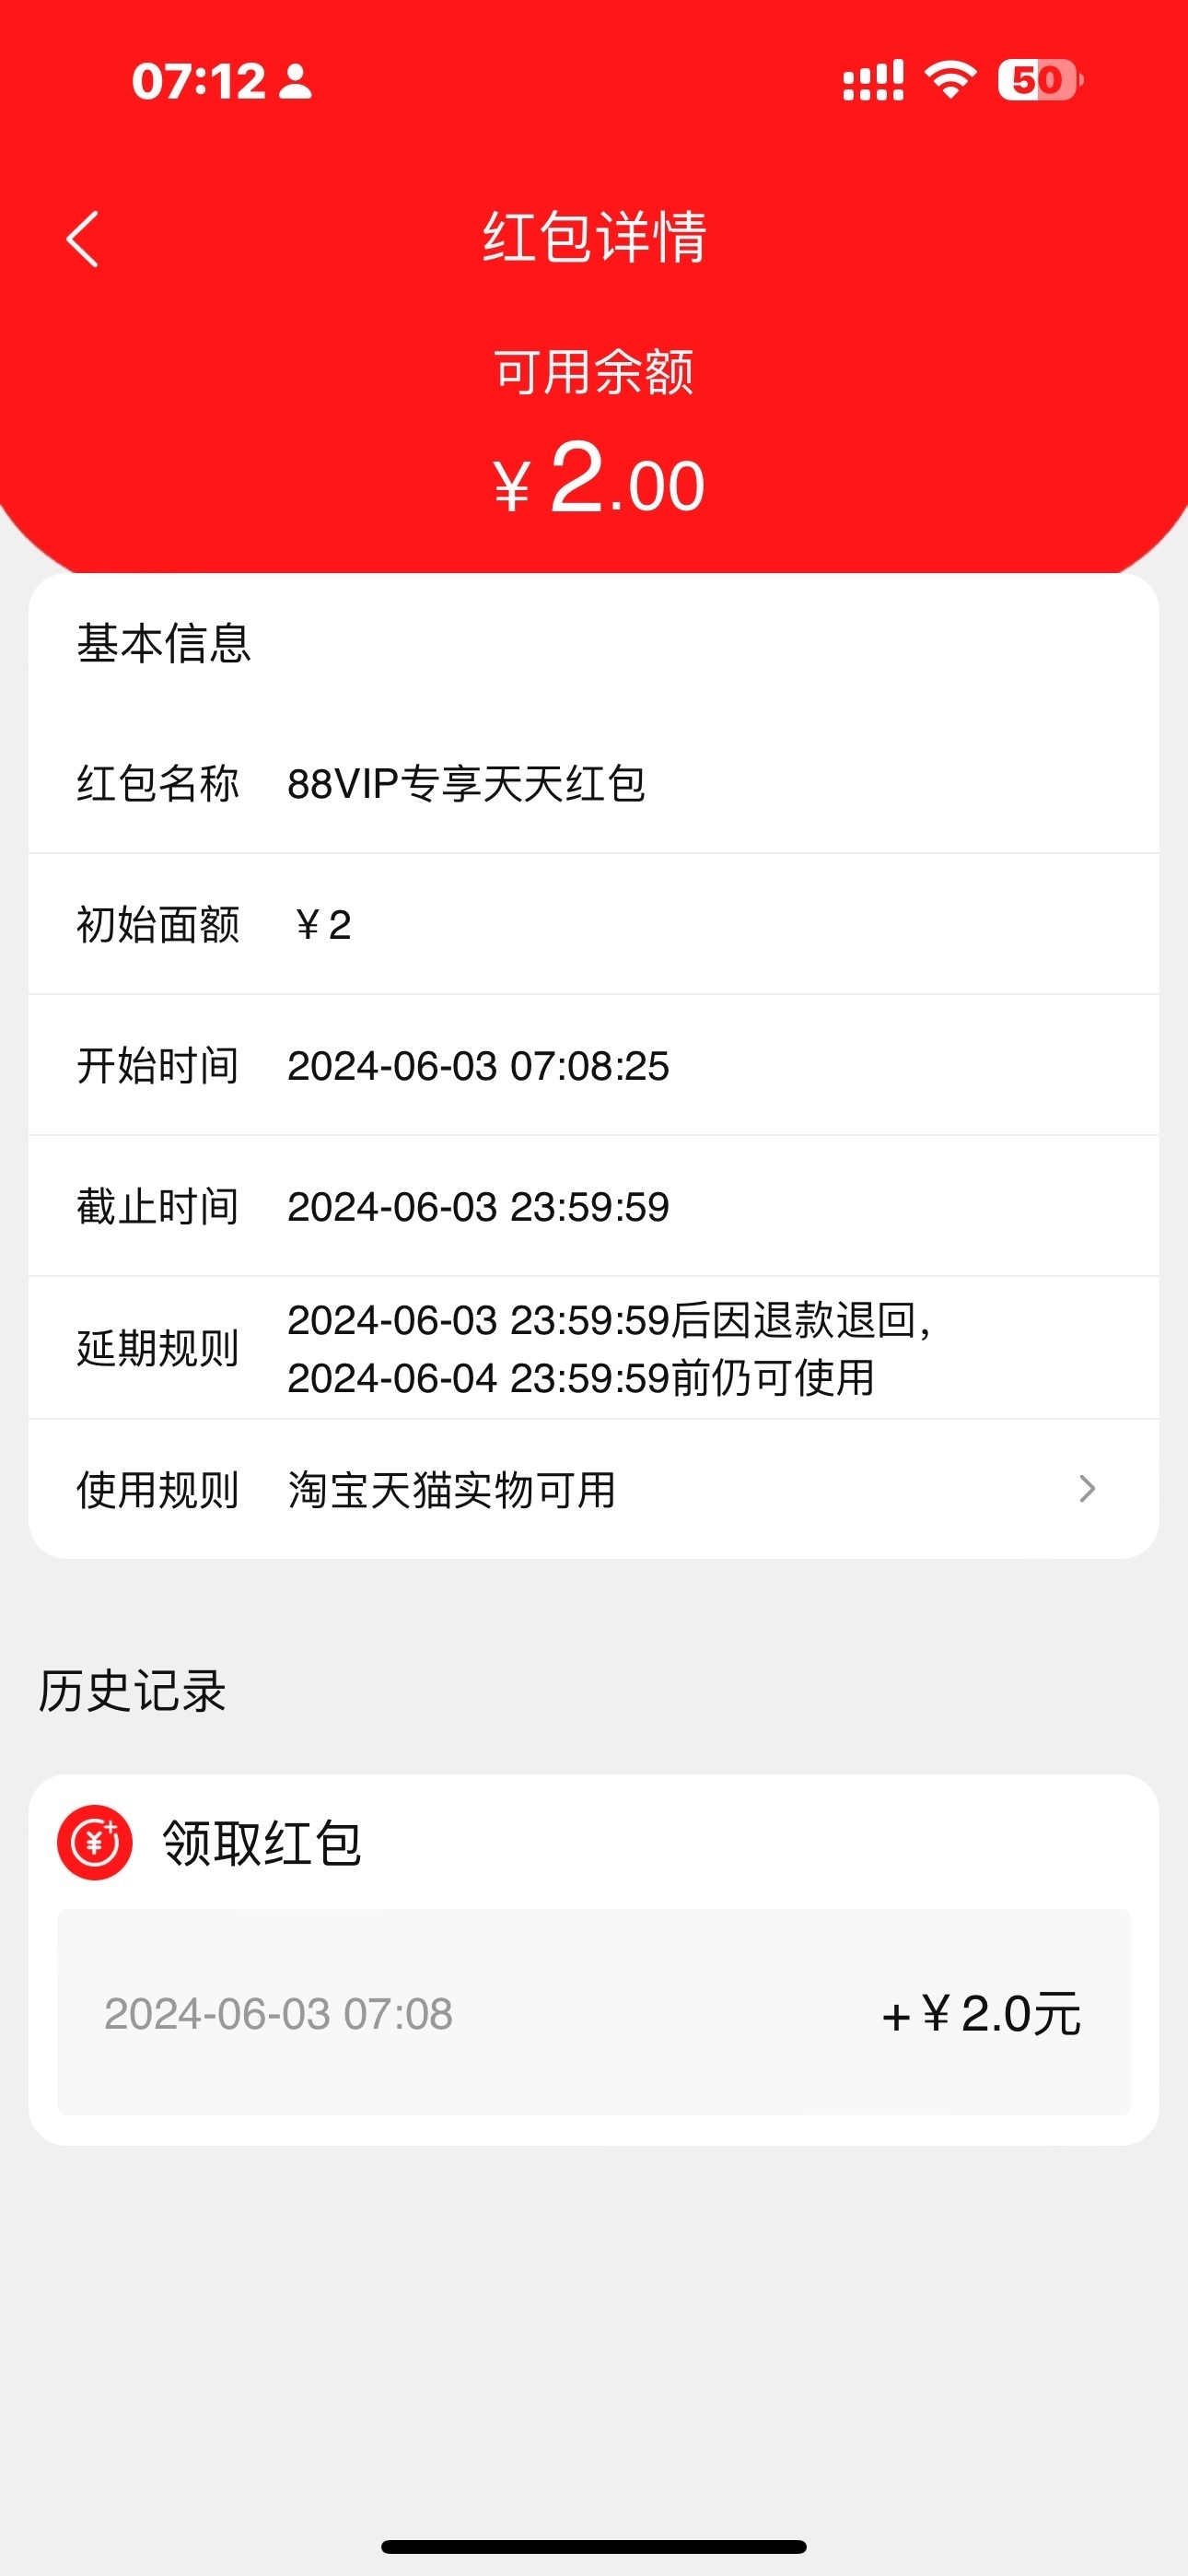 07:12
50
红包详情
可用余额
¥2.00
基本信息
红包名称 88VIP专享天天红包
初始面额 ¥2
开始时间 2024-06-03 07:08:25
截止时间 2024-06-03 23:59:59
延期规则 2024-06-03 23:59:59后因退款退回,
2024-06-04 23:59:59前仍可使用
使用规则 淘宝天猫实物可用
历史记录
领取红包
2024-06-03 07:08 +¥2.0元